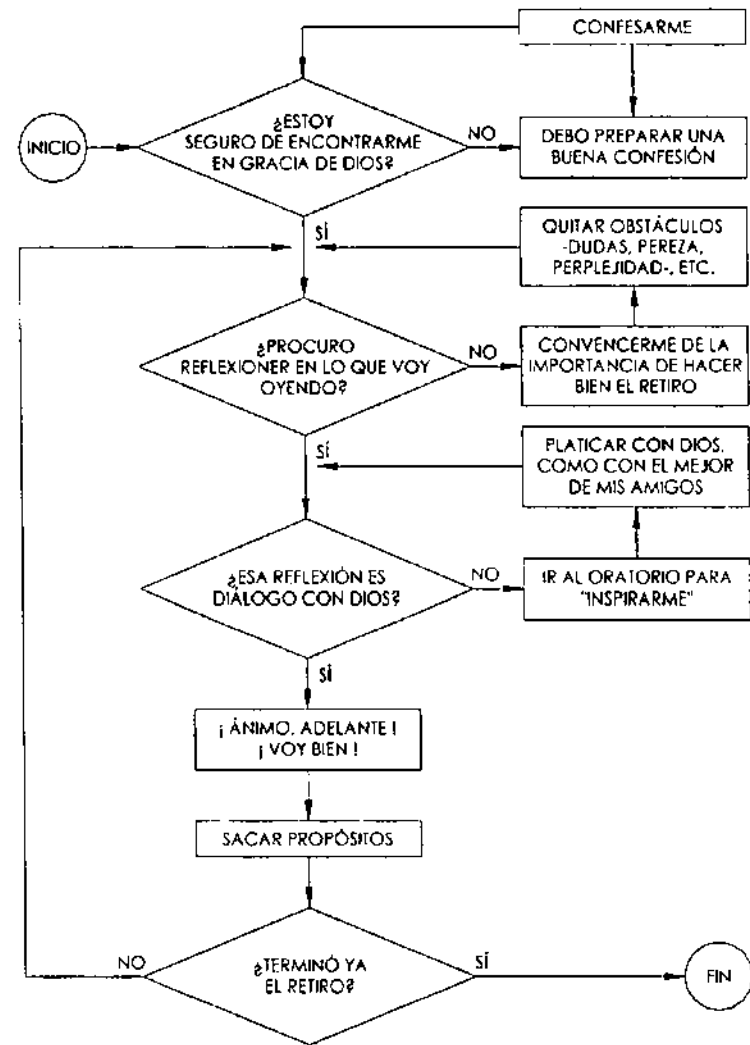 CONFESARME
INICIO
¿ESTOY
SEGURO DE ENCONTRARME
EN GRACIA DE DIOS?
NO
DEBO PREPARAR UNA
BUENA CONFESIÓN
SÍ
QUITAR OBSTÁCULOS
-DUDAS, PEREZA,
PERPLEJIDAD-, ETC.
¿PROCURO
REFLEXIONER EN LO QUE VOY
OYENDO?
NO
CONVENCERME DE LA
IMPORTANCIA DE HACER
BIEN EL RETIRO
SÍ
PLATICAR CON DIOS,
COMO CON EL MEJOR
DE MIS AMIGOS
¿ESA REFLEXIÓN ES
DIÁLOGO CON DIOS?
NO
IR AL ORATORIO PARA
"INSPIRARME"
SÍ
¡ ÁNIMO, ADELANTE !
¡ VOY BIEN !
SACAR PROPÓSITOS
NO
¿TERMINÓ YA
EL RETIRO?
SÍ
FIN